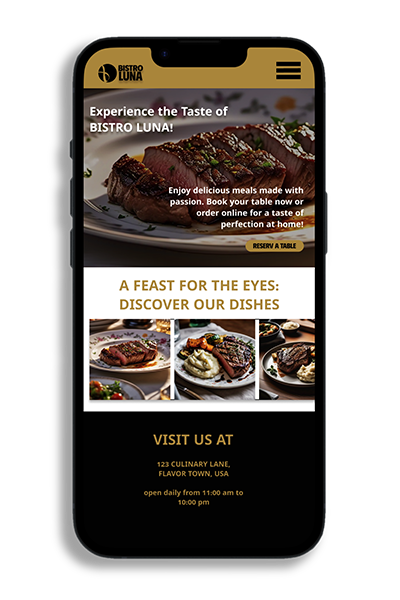 BISTRO
LUNA
Experience the Taste of
BISTRO LUNA!
Enjoy delicious meals made with
passion. Book your table now or
order online for a taste of
perfection at home!
RESERV A TABLE
A FEAST FOR THE EYES:
DISCOVER OUR DISHES
VISIT US AT
123 CULINARY LANE,
FLAVOR TOWN, USA
open daily from 11:00 am to
10:00 pm